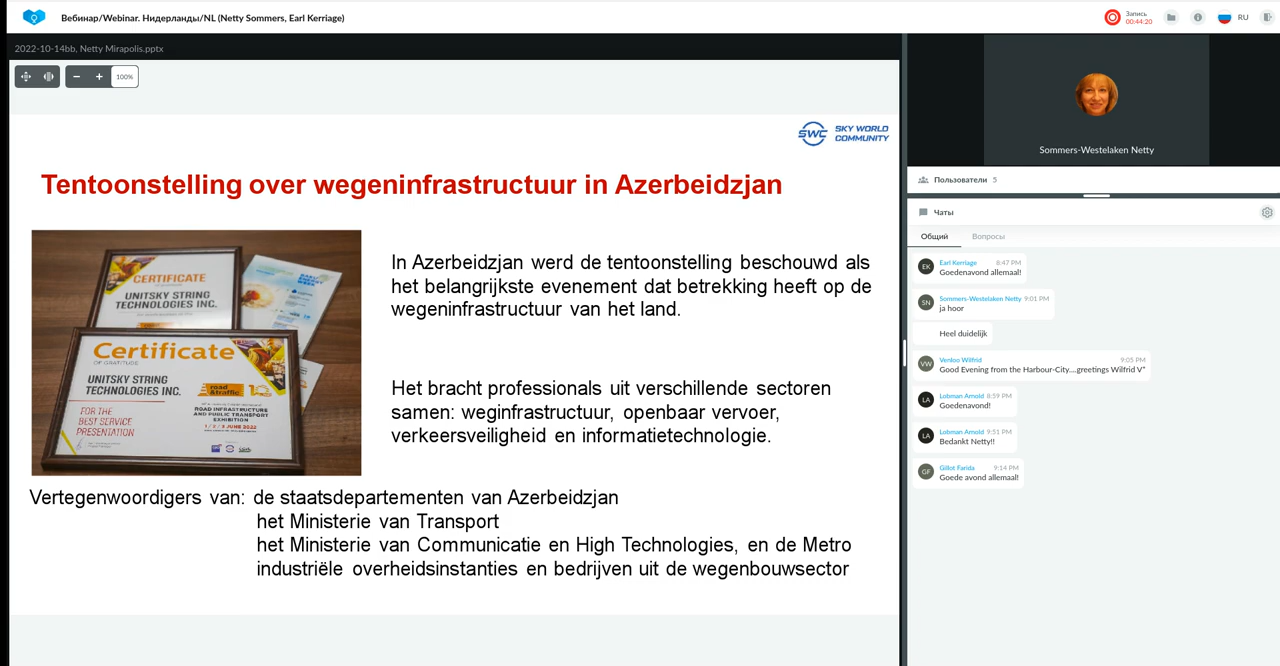 Вебинар/Webinar. Нидерланды/NL (Netty Sommers, Earl Kerriage)
Запись
00:44:20
RU
2022-10-14bb, Netty Mirapolis.pptx
100%
SWC SKY WORLD
COMMUNITY
Tentoonstelling over wegeninfrastructuur in Azerbeidzjan
CERTIFICATE
UNITSKY STRING
TECHNOLOGIES INC.
Certificate
OF GRATITUDE
UNITSKY STRING
TECHNOLOGIES INC.
FOR THE
BEST SERVICE
PRESENTATION
road
&traffic
ROAD INFRASTRUCTURE
AND PUBLIC TRANSPORT
EXHIBITION
In Azerbeidzjan werd de tentoonstelling beschouwd als
het belangrijkste evenement dat betrekking heeft op de
wegeninfrastructuur van het land.
Het bracht professionals uit verschillende sectoren
samen: weginfrastructuur, openbaar vervoer,
verkeersveiligheid en informatietechnologie.
Vertegenwoordigers van: de staatsdepartementen van Azerbeidzjan
het Ministerie van Transport
het Ministerie van Communicatie en High Technologies, en de Metro
industriële overheidsinstanties en bedrijven uit de wegenbouwsector
Sommers-Westelaken Netty
Пользователи 5
Чаты
Общий Вопросы
EK Earl Kerriage 8:47 PM
Goedenavond allemaal!
SN Sommers-Westelaken Netty 9:01 PM
ja hoor
Heel duidelijk
VW Venloo Wilfrid 9:05 PM
Good Evening from the Harbour-City....greetings Wilfrid V"
LA Lobman Arnold 8:59 PM
Goedenavond!
LA Lobman Arnold 9:51 PM
Bedankt Netty!!
GF Gillot Farida 9:14 PM
Goede avond allemaal!